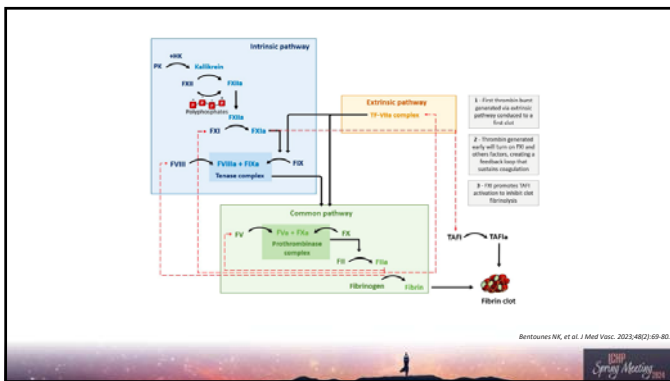 Intrinsic pathway
+HK
PK
Kallikrein
FXII
FXIIa
P P P P
Polyphosphates
FXIIa
FXI
FXIa
FVIII
FVIIIa + FIXa
FIX
Tenase complex
Extrinsic pathway
TF-VIIa complex
1 - First thrombin burst
generated via extrinsic
pathway conduced to a
first clot
2 - Thrombin generated
early will turn on FXI and
others factors, creating a
feedback loop that
sustains coagulation
3 - FXI promotes TAFI
activation to inhibit clot
fibrinolysis
Common pathway
FV
FVa + FXa
FX
Prothrombinase
complex
FII
FIIa
Fibrinogen
Fibrin
TAFI
TAFIa
Fibrin clot
Bentounes NK, et al. J Med Vasc. 2023;48(2):69-80.
ICHP
Spring Meeting
2024